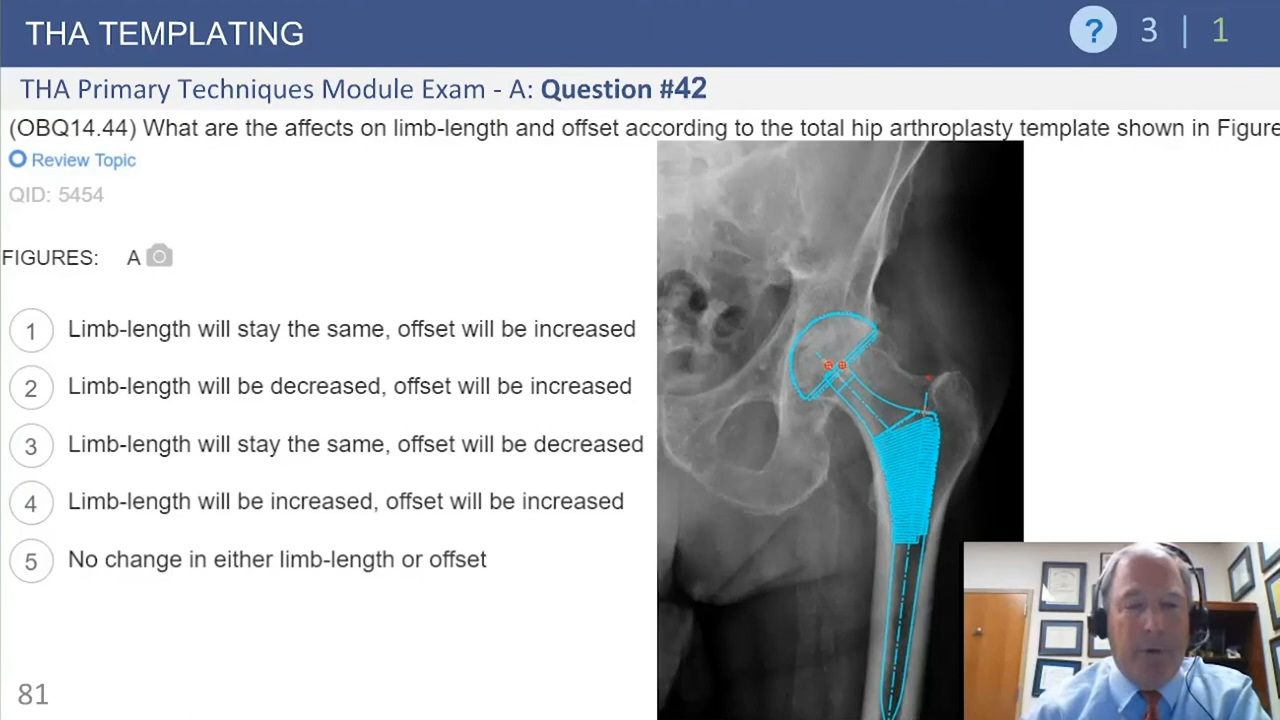 THA TEMPLATING
? 3 | 1
THA Primary Techniques Module Exam - A: Question #42
(OBQ14.44) What are the affects on limb-length and offset according to the total hip arthroplasty template shown in Figure
Review Topic
QID: 5454
FIGURES: A
1 Limb-length will stay the same, offset will be increased
2 Limb-length will be decreased, offset will be increased
3 Limb-length will stay the same, offset will be decreased
4 Limb-length will be increased, offset will be increased
5 No change in either limb-length or offset
81